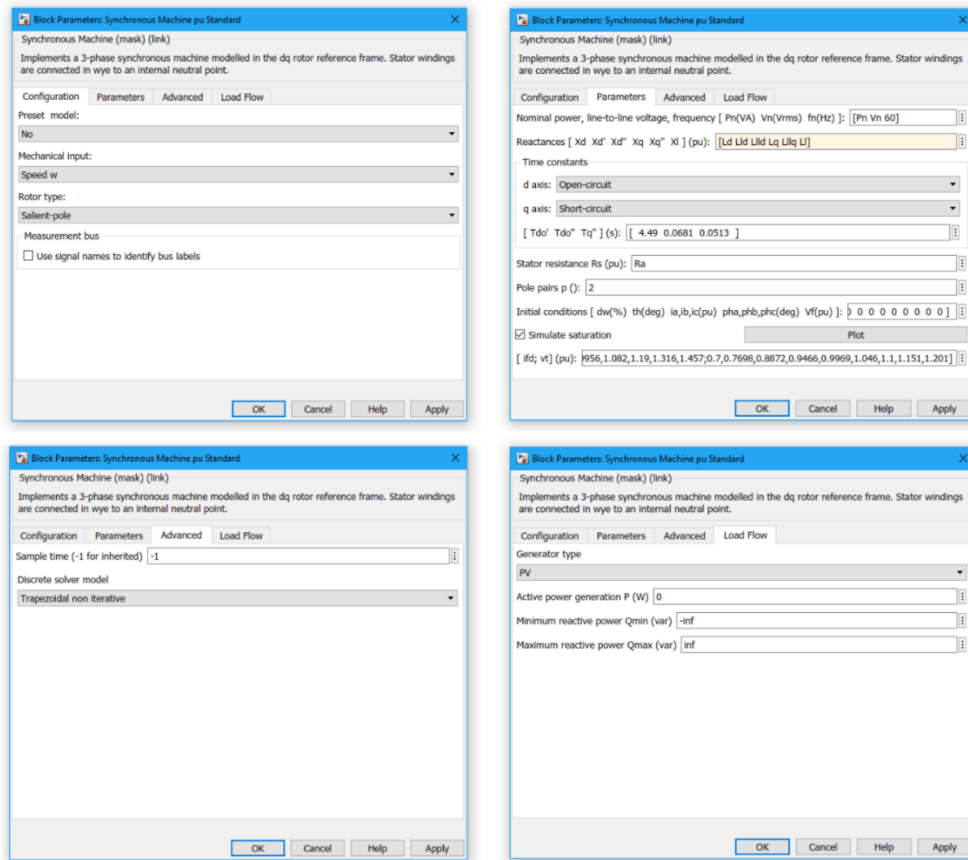 Block Parameters: Synchronous Machine pu Standard
Synchronous Machine (mask) (link)
Implements a 3-phase synchronous machine modelled in the dq rotor reference frame. Stator windings
are connected in wye to an internal neutral point.
Configuration Parameters Advanced Load Flow
Preset model:
No
Mechanical input:
Speed w
Rotor type:
Salient-pole
Measurement bus
Use signal names to identify bus labels
OK Cancel Help Apply
Block Parameters: Synchronous Machine pu Standard
Synchronous Machine (mask) (link)
Implements a 3-phase synchronous machine modelled in the dq rotor reference frame. Stator windings
are connected in wye to an internal neutral point.
Configuration Parameters Advanced Load Flow
Nominal power, line-to-line voltage, frequency [ Pn(VA) Vn(Vrms) fn(Hz) ]: [Pn Vn 60]
Reactances [ Xd Xd' Xd'' Xq Xq'' Xl ] (pu): [Ld Lld Llld Lq Lllq Ll]
Time constants
d axis: Open-circuit
q axis: Short-circuit
[ Tdo' Tdo'' Tq'' ] (s): [ 4.49 0.0681 0.0513 ]
Stator resistance Rs (pu): Ra
Pole pairs p (): 2
Initial conditions [ dw(%) th(deg) ia,ib,ic(pu) pha,phb,phc(deg) Vf(pu) ]: 0 0 0 0 0 0 0 0 0]
Simulate saturation Plot
[ ifd; vt] (pu): 956,1.082,1.19,1.316,1.457;0.7,0.7698,0.8872,0.9466,0.9969,1.046,1.1,1.151,1.201]
OK Cancel Help Apply
Block Parameters: Synchronous Machine pu Standard
Synchronous Machine (mask) (link)
Implements a 3-phase synchronous machine modelled in the dq rotor reference frame. Stator windings
are connected in wye to an internal neutral point.
Configuration Parameters Advanced Load Flow
Sample time (-1 for inherited) -1
Discrete solver model
Trapezoidal non iterative
OK Cancel Help Apply
Block Parameters: Synchronous Machine pu Standard
Synchronous Machine (mask) (link)
Implements a 3-phase synchronous machine modelled in the dq rotor reference frame. Stator windings
are connected in wye to an internal neutral point.
Configuration Parameters Advanced Load Flow
Generator type
PV
Active power generation P (W) 0
Minimum reactive power Qmin (var) -inf
Maximum reactive power Qmax (var) inf
OK Cancel Help Apply